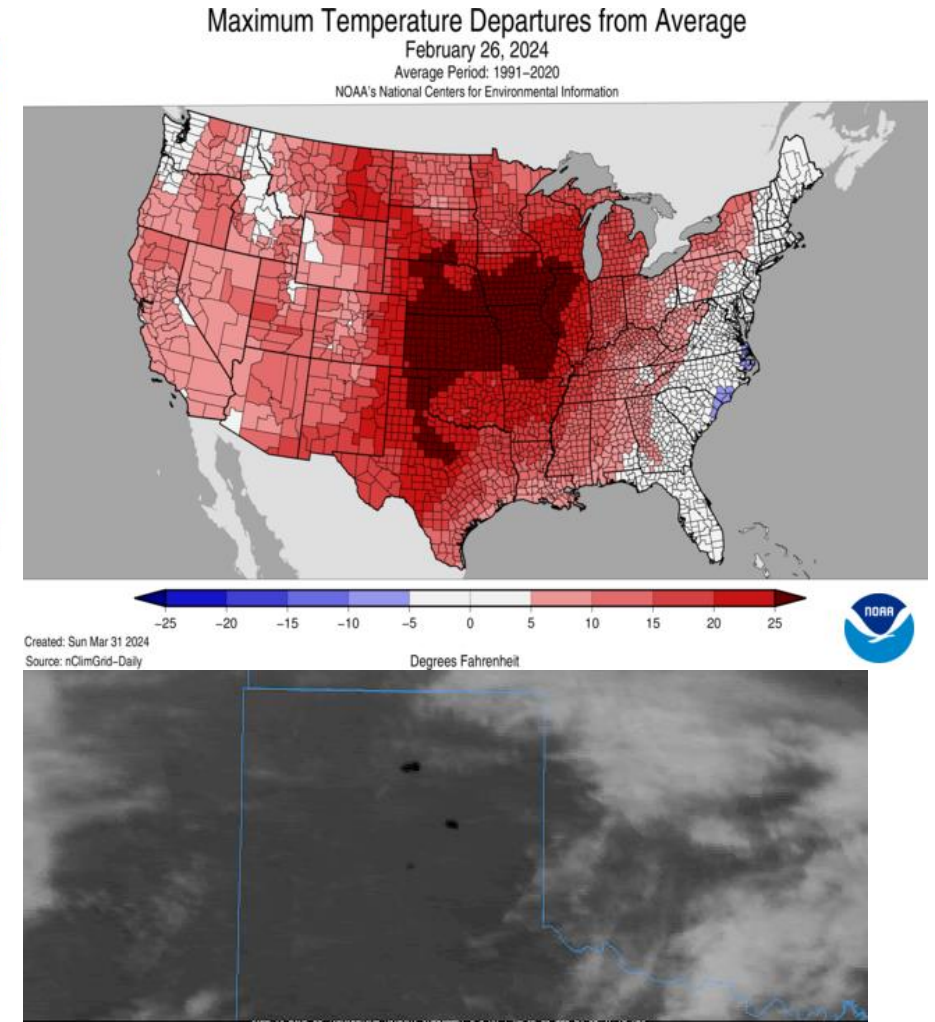 Maximum Temperature Departures from Average
February 26, 2024
Average Period: 1991–2020
NOAA's National Centers for Environmental Information
−25 −20 −15 −10 −5 0 5 10 15 20 25
NOAA
Created: Sun Mar 31 2024
Source: nClimGrid–Daily
Degrees Fahrenheit